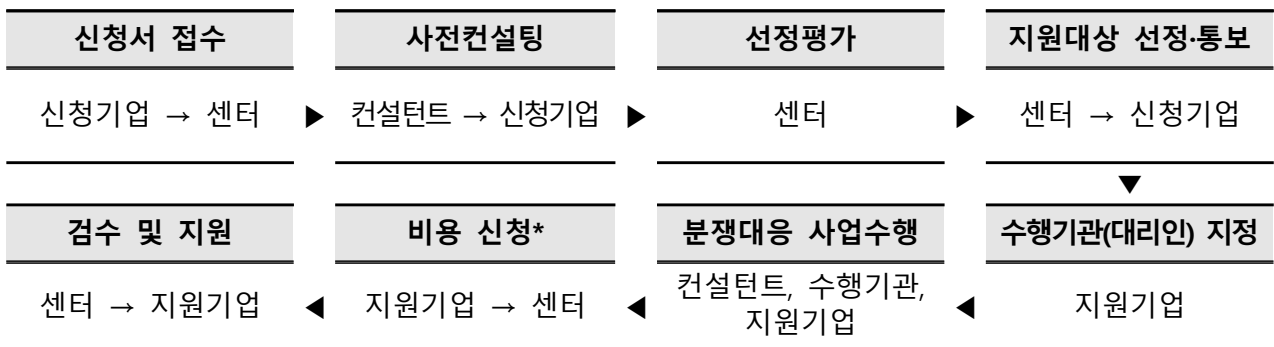 신청서 접수
사전컨설팅
선정평가
지원대상 선정·통보
신청기업 → 센터
▶
컨설턴트 → 신청기업
▶
센터
▶
센터 → 신청기업
▼
수행기관(대리인) 지정
지원기업
◀
분쟁대응 사업수행
컨설턴트, 수행기관,
지원기업
◀
비용 신청*
지원기업 → 센터
◀
검수 및 지원
센터 → 지원기업